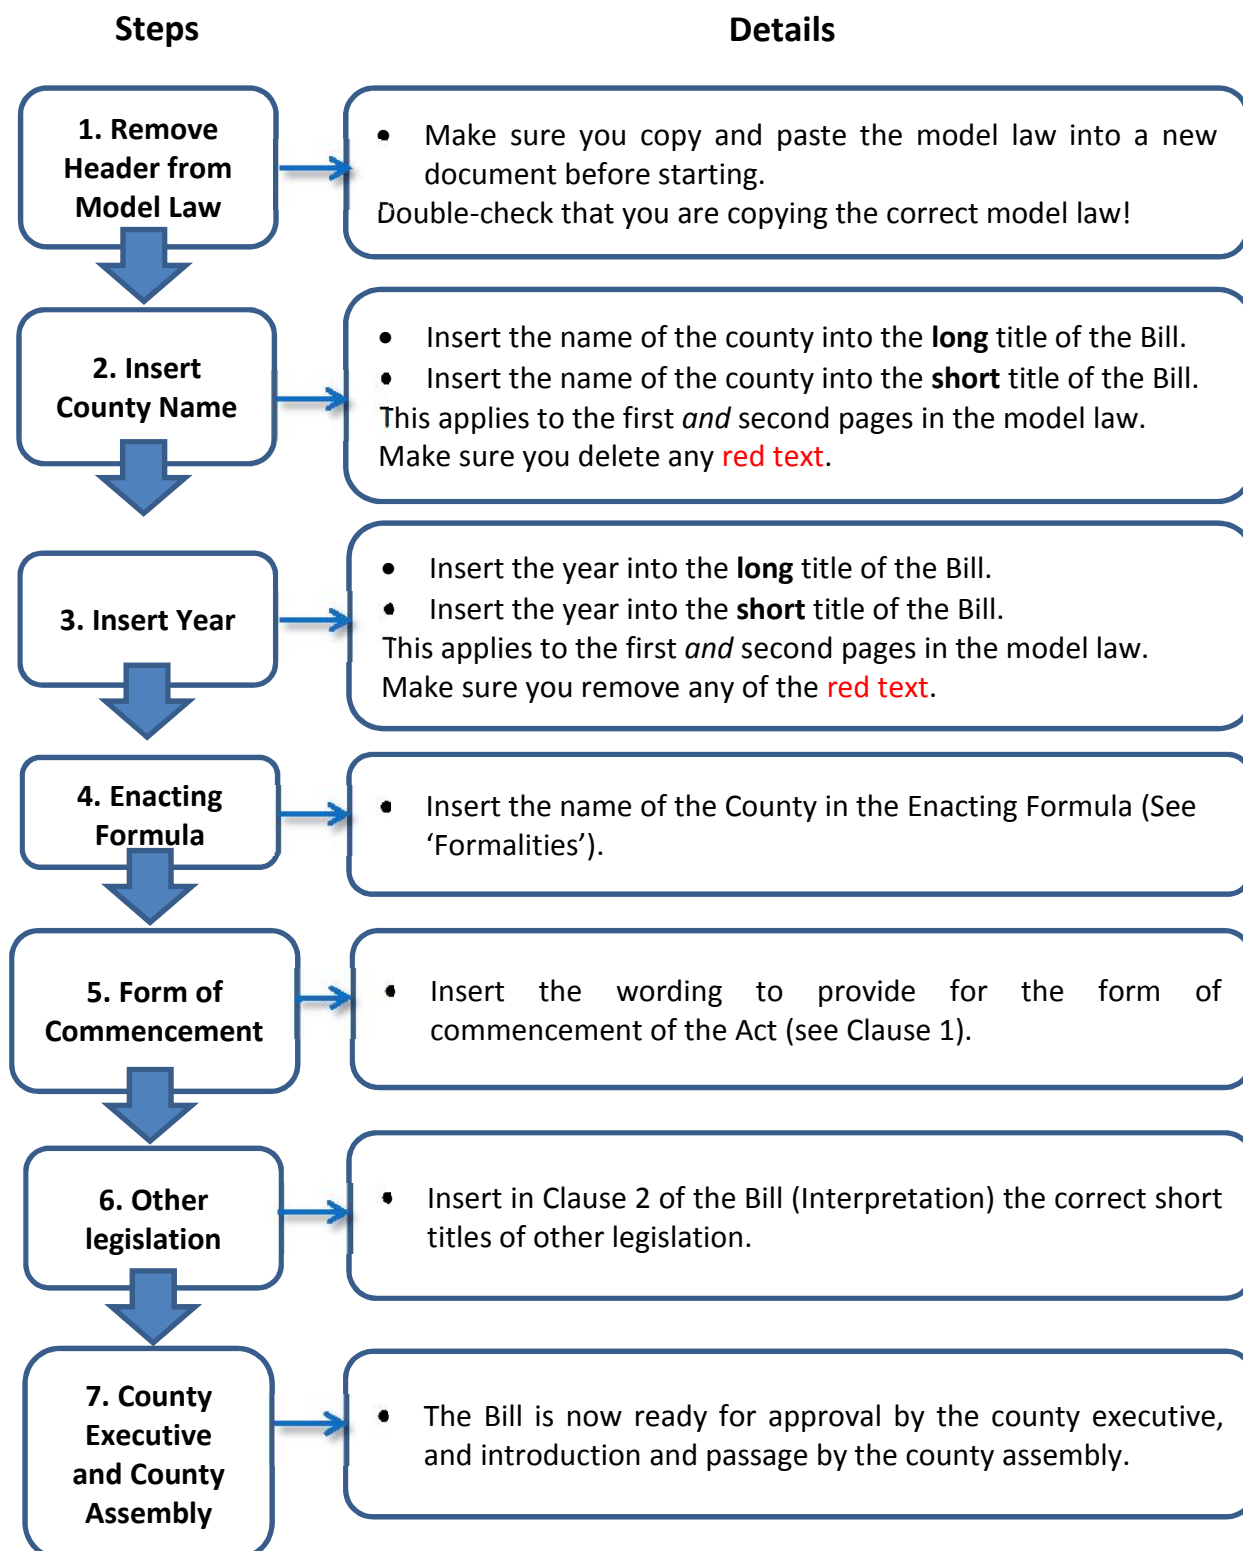 Steps
Details
1. Remove
Header from
Model Law
• Make sure you copy and paste the model law into a new
document before starting.
Double-check that you are copying the correct model law!
2. Insert
County Name
• Insert the name of the county into the long title of the Bill.
• Insert the name of the county into the short title of the Bill.
This applies to the first and second pages in the model law.
Make sure you delete any red text.
3. Insert Year
• Insert the year into the long title of the Bill.
• Insert the year into the short title of the Bill.
This applies to the first and second pages in the model law.
Make sure you remove any of the red text.
4. Enacting
Formula
• Insert the name of the County in the Enacting Formula (See
‘Formalities’).
5. Form of
Commencement
• Insert the wording to provide for the form of
commencement of the Act (see Clause 1).
6. Other
legislation
• Insert in Clause 2 of the Bill (Interpretation) the correct short
titles of other legislation.
7. County
Executive
and County
Assembly
• The Bill is now ready for approval by the county executive,
and introduction and passage by the county assembly.